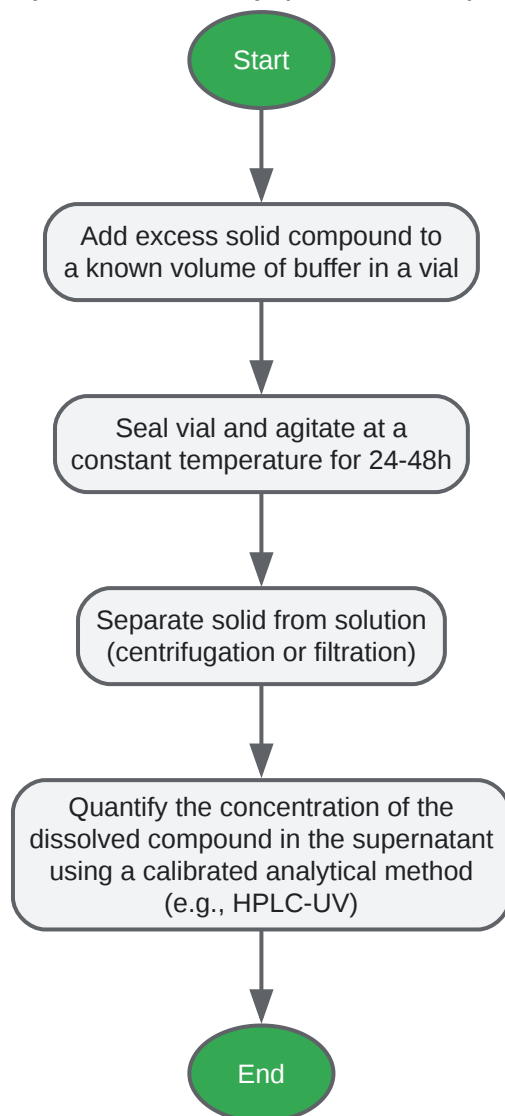 Start
Add excess solid compound to
a known volume of buffer in a vial
Seal vial and agitate at a
constant temperature for 24-48h
Separate solid from solution
(centrifugation or filtration)
Quantify the concentration of the
dissolved compound in the supernatant
using a calibrated analytical method
(e.g., HPLC-UV)
End